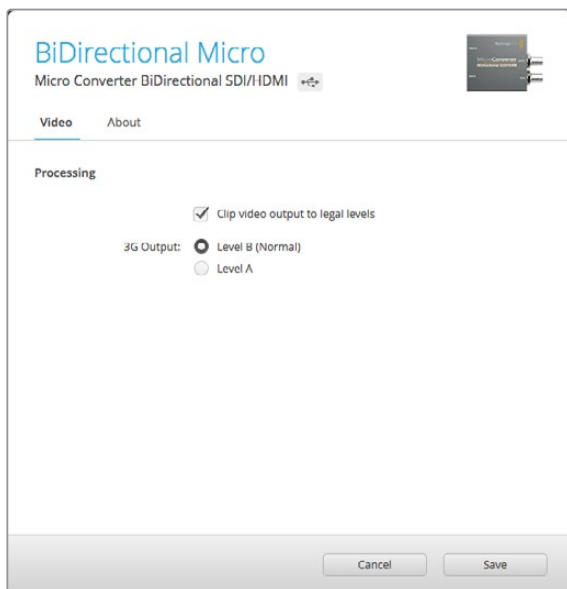 BiDirectional Micro
Micro Converter BiDirectional SDI/HDMI
Video About
Processing
Clip video output to legal levels
3G Output: Level B (Normal)
Level A
Cancel Save